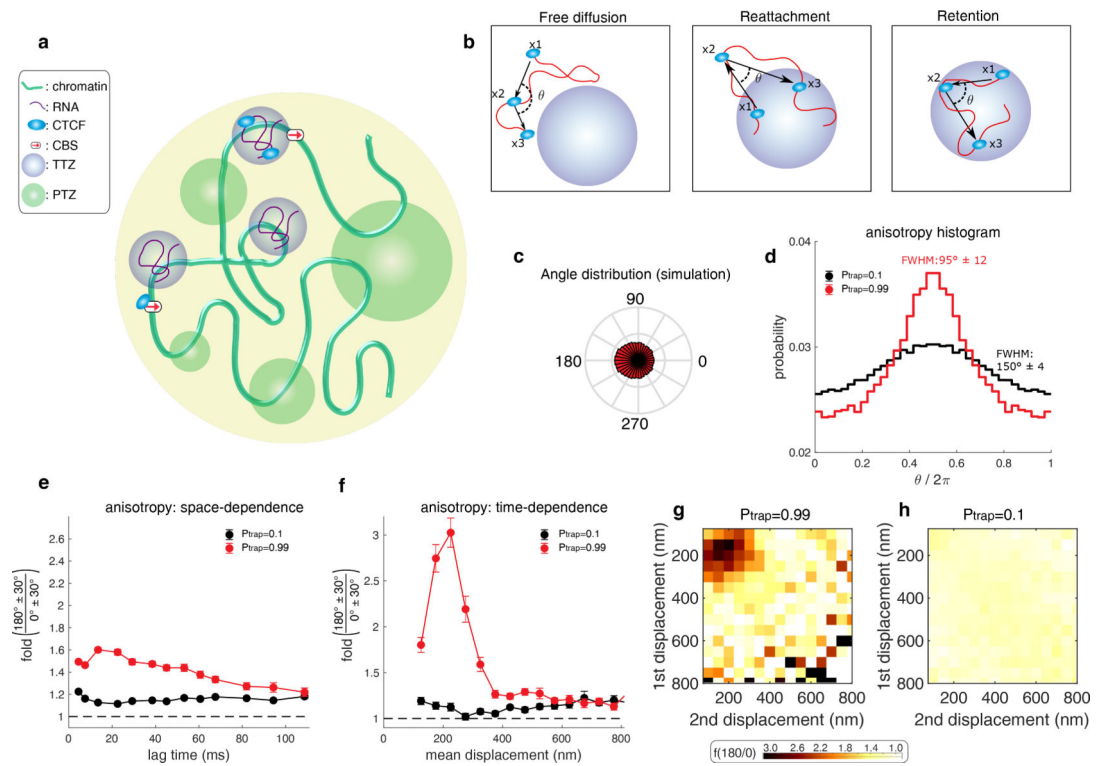 a
: chromatin
: RNA
: CTCF
: CBS
: TTZ
: PTZ
b
Free diffusion
x1
x2
θ
x3
Reattachment
x2
θ
x3
x1
Retention
x1
x2
θ
x3
c
Angle distribution (simulation)
90
180
0
270
d
anisotropy histogram
FWHM:95° ± 12
Ptrap=0.1
Ptrap=0.99
FWHM:
150° ± 4
probability
0.04
0.03
0.02
0 0.2 0.4 0.6 0.8 1
θ / 2π
e
anisotropy: space-dependence
Ptrap=0.1
Ptrap=0.99
fold(180° ± 30° / 0° ± 30°)
2.6
2.4
2.2
2
1.8
1.6
1.4
1.2
1
0 20 40 60 80 100
lag time (ms)
f
anisotropy: time-dependence
Ptrap=0.1
Ptrap=0.99
fold(180° ± 30° / 0° ± 30°)
3
2.5
2
1.5
1
0 200 400 600 800
mean displacement (nm)
g
Ptrap=0.99
1st displacement (nm)
200
400
600
800
200 400 600 800
2nd displacement (nm)
h
Ptrap=0.1
1st displacement (nm)
200
400
600
800
200 400 600 800
2nd displacement (nm)
f(180/0)
3.0 2.6 2.2 1.8 1.4 1.0